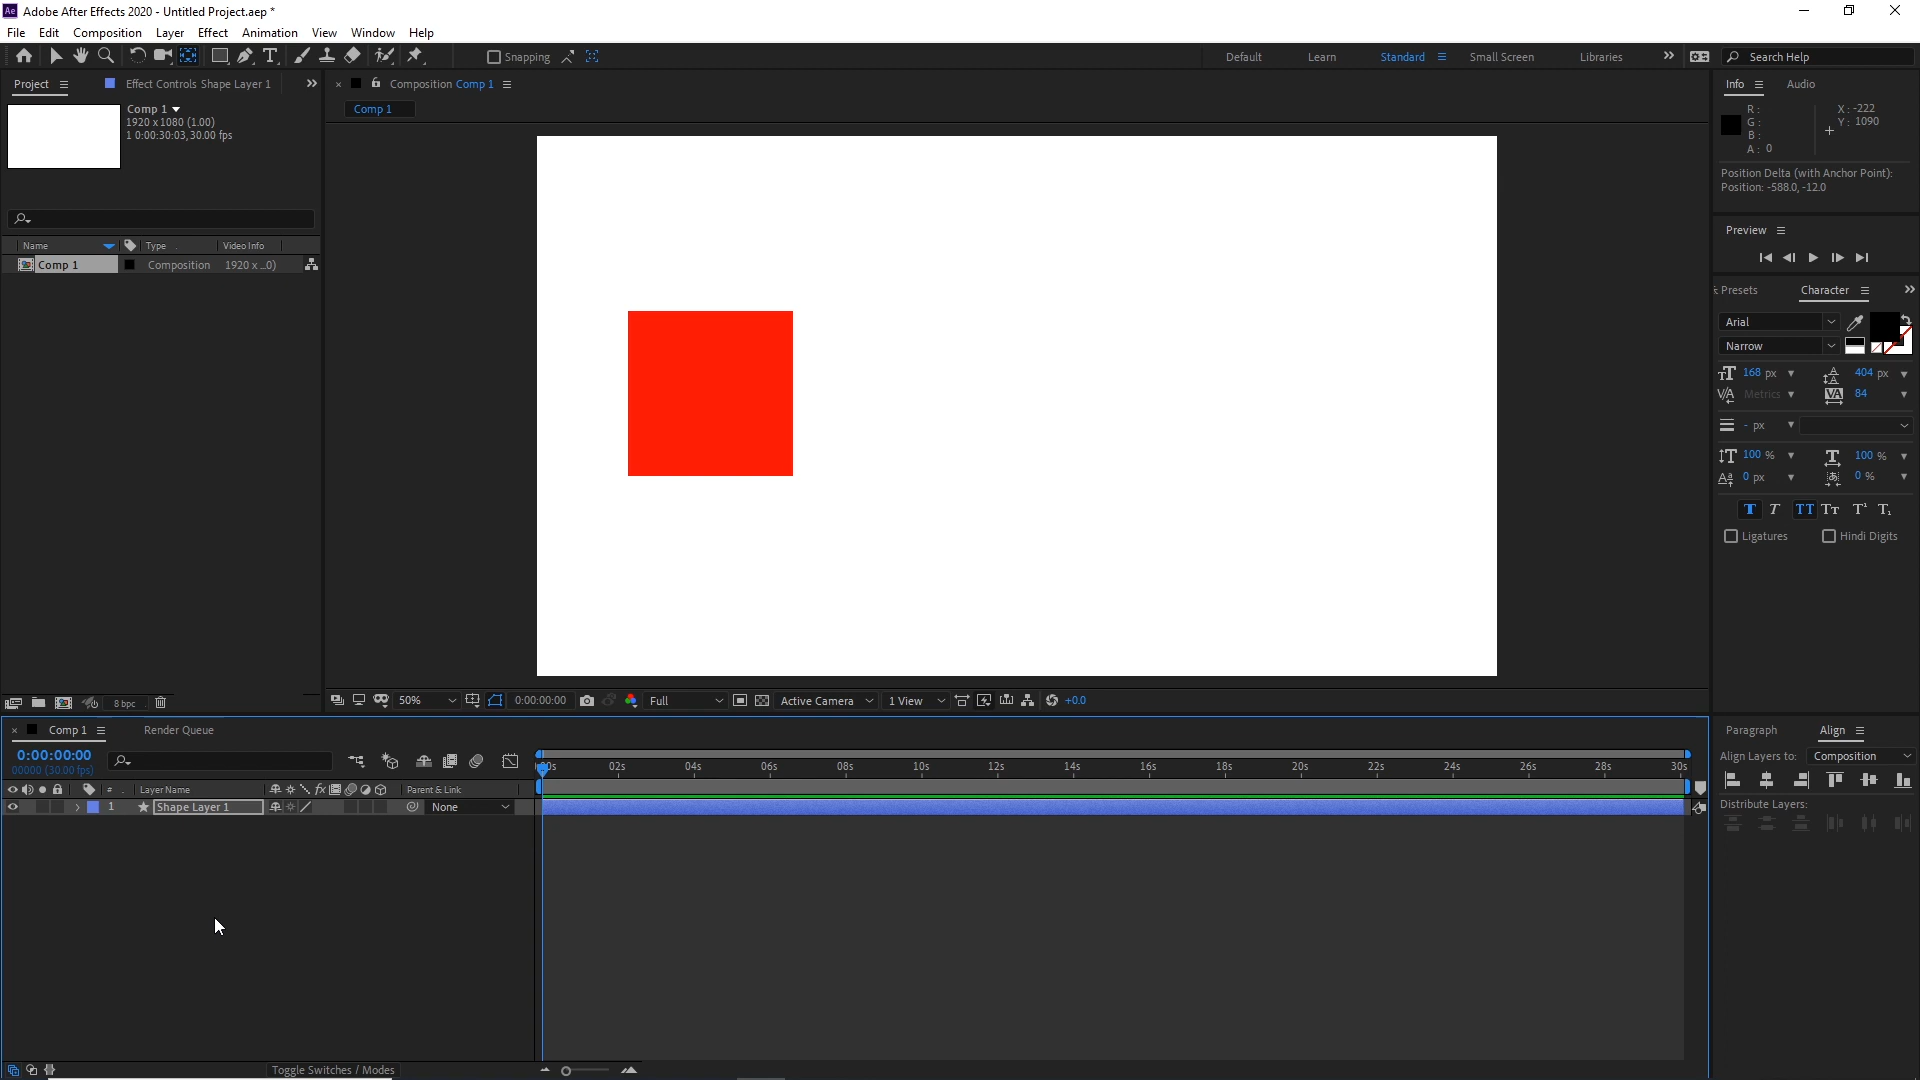 Ae Adobe After Effects 2020 - Untitled Project.aep *
File Edit Composition Layer Effect Animation View Window Help
Snapping Default Learn Standard Small Screen Libraries Search Help
Project Effect Controls Shape Layer 1 Composition Comp 1 Info Audio
Comp 1
1920 x 1080 (1.00)
1 0:00:30:03, 30.00 fps
Comp 1
R:
G:
B:
A: 0
X: -222
Y: 1090
Position Delta (with Anchor Point):
Position: -588.0, -12.0
Preview
Name Type Video Info
Comp 1 Composition 1920 x ...0)
Presets Character
Arial
Narrow
168 px 404 px
Metrics 84
- px
100 % 100 %
0 px 0 %
T T TT TT T¹ T₁
Ligatures Hindi Digits
8 bpc 50% 0:00:00:00 Full Active Camera 1 View +0.0
Comp 1 Render Queue
0:00:00:00
00000 (30.00 fps)
02s 04s 06s 08s 10s 12s 14s 16s 18s 20s 22s 24s 26s 28s 30s
# Layer Name Parent & Link
1 Shape Layer 1 None
Toggle Switches / Modes
Paragraph Align
Align Layers to: Composition
Distribute Layers: